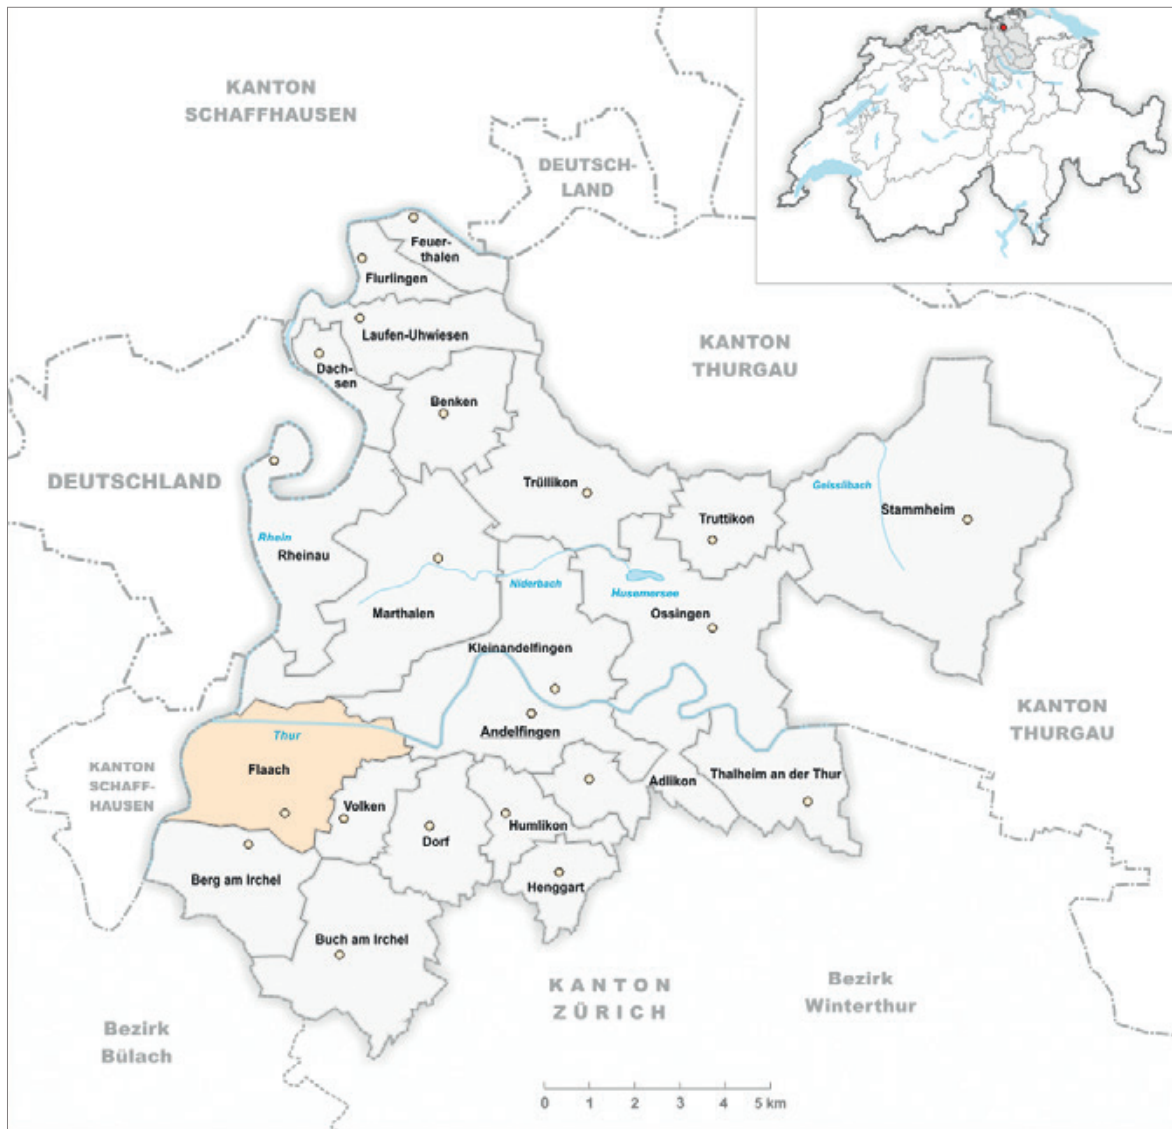 KANTON
SCHAFFHAUSEN
DEUTSCH-
LAND
Feuer-
thalen
Flurlingen
Laufen-Uhwiesen
Dach-
sen
Benken
KANTON
THURGAU
DEUTSCHLAND
Trüllikon
Truttikon
Geisslibach
Stammheim
Rhein
Rheinau
Niderbach
Husemersee
Marthalen
Ossingen
Kleinandelfingen
KANTON
THURGAU
Thur
Andelfingen
KANTON
SCHAFF-
HAUSEN
Flaach
Adlikon
Thalheim an der Thur
Volken
Dorf
Humlikon
Berg am Irchel
Henggart
Buch am Irchel
KANTON
ZÜRICH
Bezirk
Winterthur
Bezirk
Bülach
0 1 2 3 4 5 km